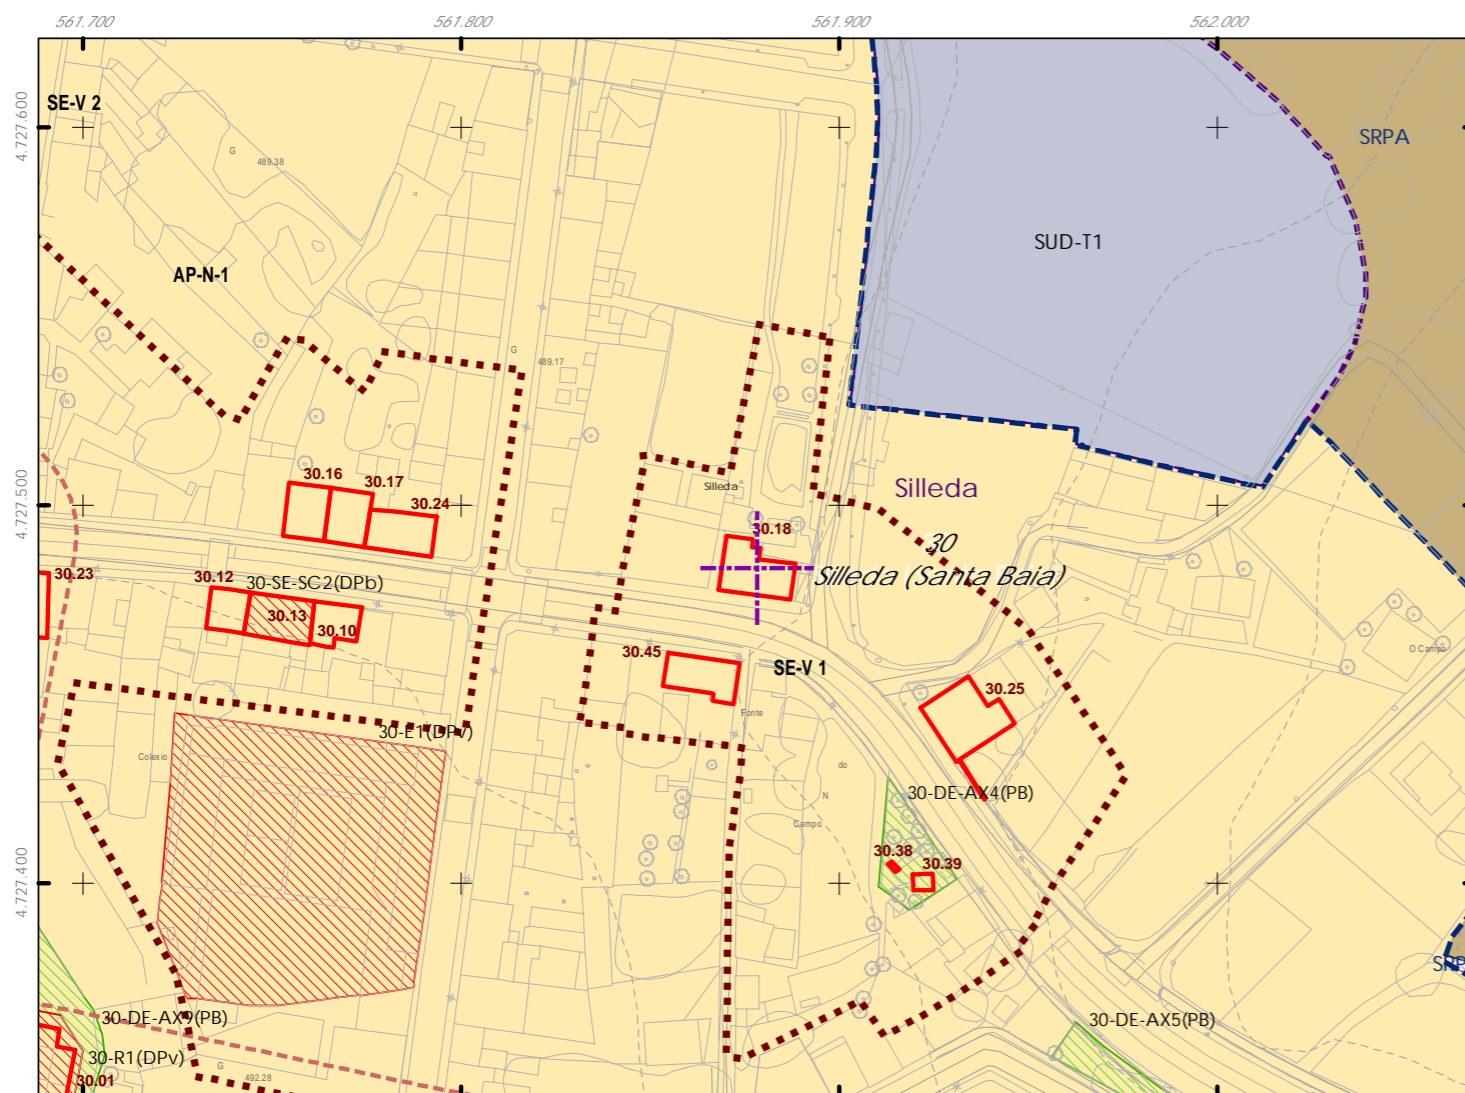 561.700
561.800
561.900
562.000
4.727.600
4.727.500
4.727.400
SE-V 2
G
489.38
SRPA
SUD-T1
AP-N-1
G
489.17
30.16
30.17
30.24
Silleda
Silleda
30.18
30
Silleda (Santa Baia)
30.23
30.12
30-SE-SC2(DPb)
30.13
30.10
30.45
SE-V 1
30.25
O Campo
Fonte
do
N
Campo
30-E1(DPv)
Colexio
30-DE-AX4(PB)
30.38
30.39
30-DE-AX9(PB)
30-R1(DPv)
30.01
G
492.28
30-DE-AX5(PB)